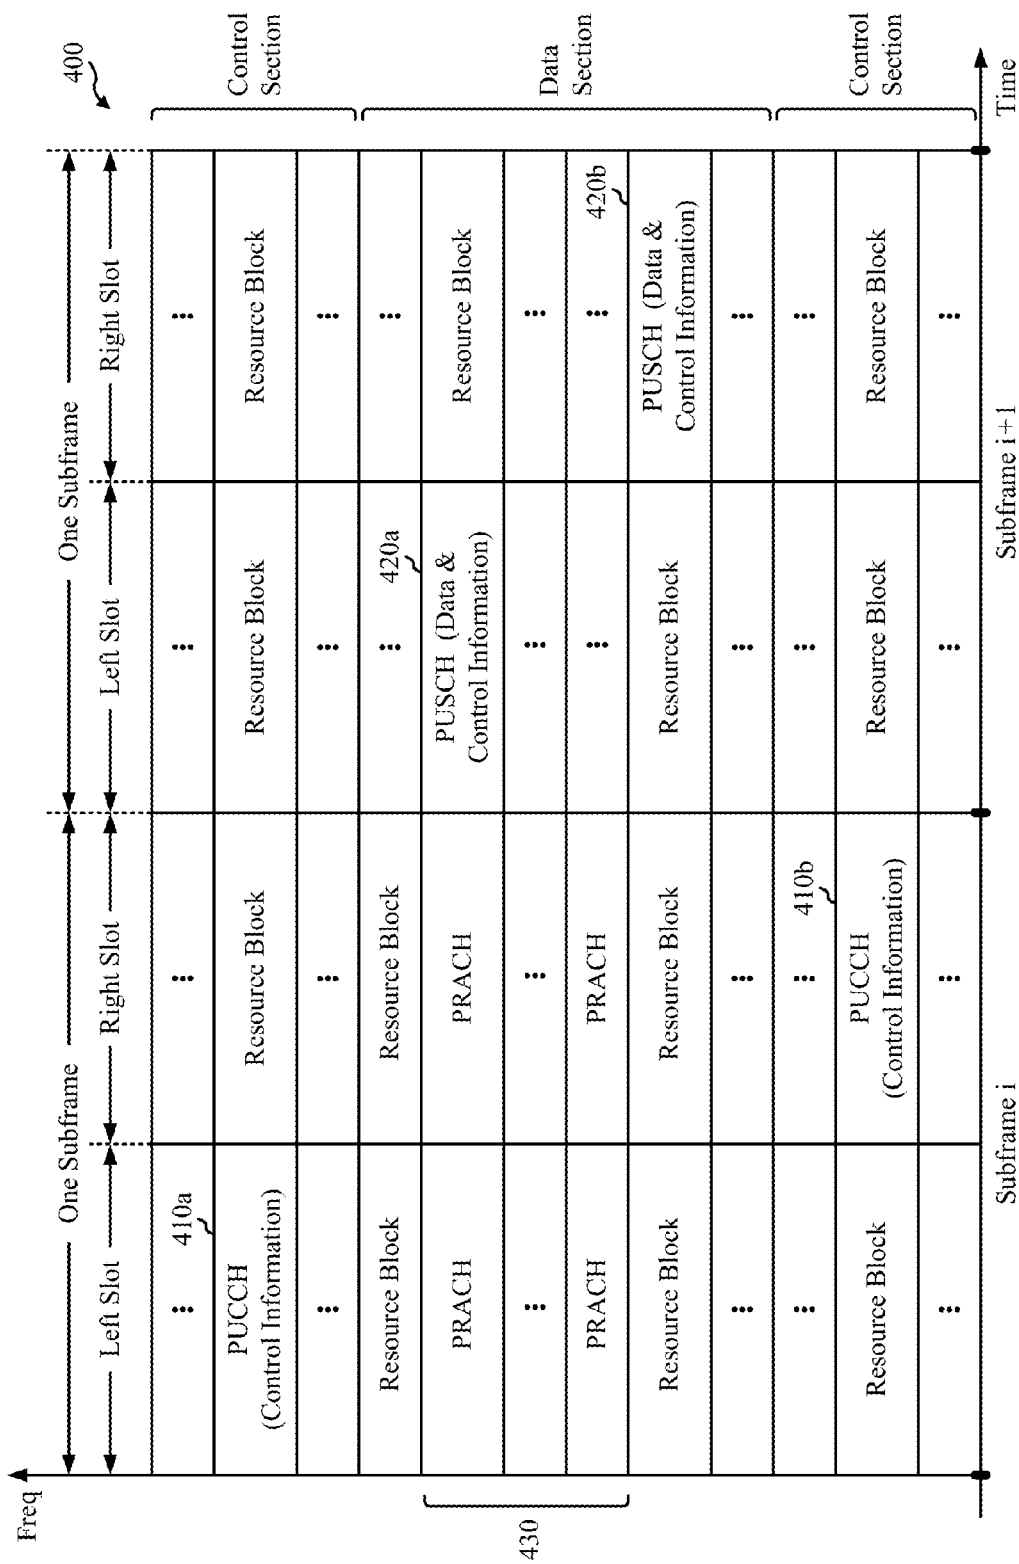 400
Freq
One Subframe
One Subframe
Left Slot
Right Slot
Left Slot
Right Slot
410a
PUCCH
(Control Information)
Resource Block
Resource Block
Resource Block
Control
Section
Resource Block
Resource Block
420a
430
PRACH
PRACH
PUSCH (Data &
Control Information)
Resource Block
Data
Section
PRACH
PRACH
420b
Resource Block
Resource Block
Resource Block
PUSCH (Data &
Control Information)
410b
Resource Block
PUCCH
(Control Information)
Resource Block
Resource Block
Control
Section
Subframe i
Subframe i+1
Time